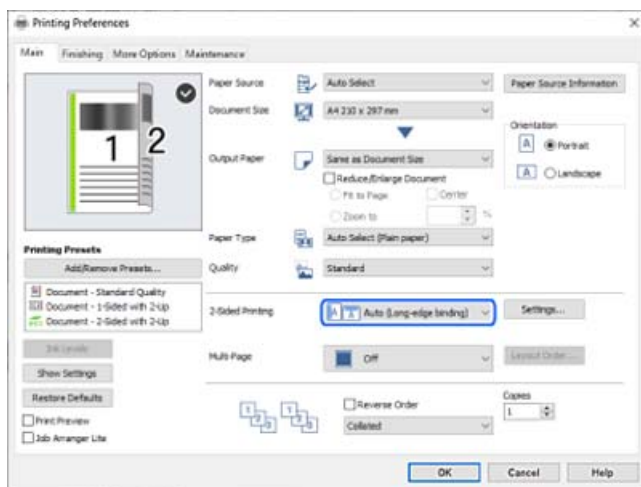 Printing Preferences
Main Finishing More Options Maintenance
1 2
Printing Presets
Add/Remove Presets...
Document - Standard Quality
Document - 1-Sided with 2-Up
Document - 2-Sided with 2-Up
Ink Levels
Show Settings
Restore Defaults
Print Preview
Job Arranger Lite
Paper Source Auto Select Paper Source Information
Document Size A4 210 x 297 mm
Orientation
A Portrait
A Landscape
Output Paper Same as Document Size
Reduce/Enlarge Document
Fit to Page Center
Zoom to %
Paper Type Auto Select (Plain paper)
Quality Standard
2-Sided Printing Auto (Long-edge binding) Settings...
Multi-Page Off Layout Order...
Copies
Reverse Order 1
Collated
OK Cancel Help